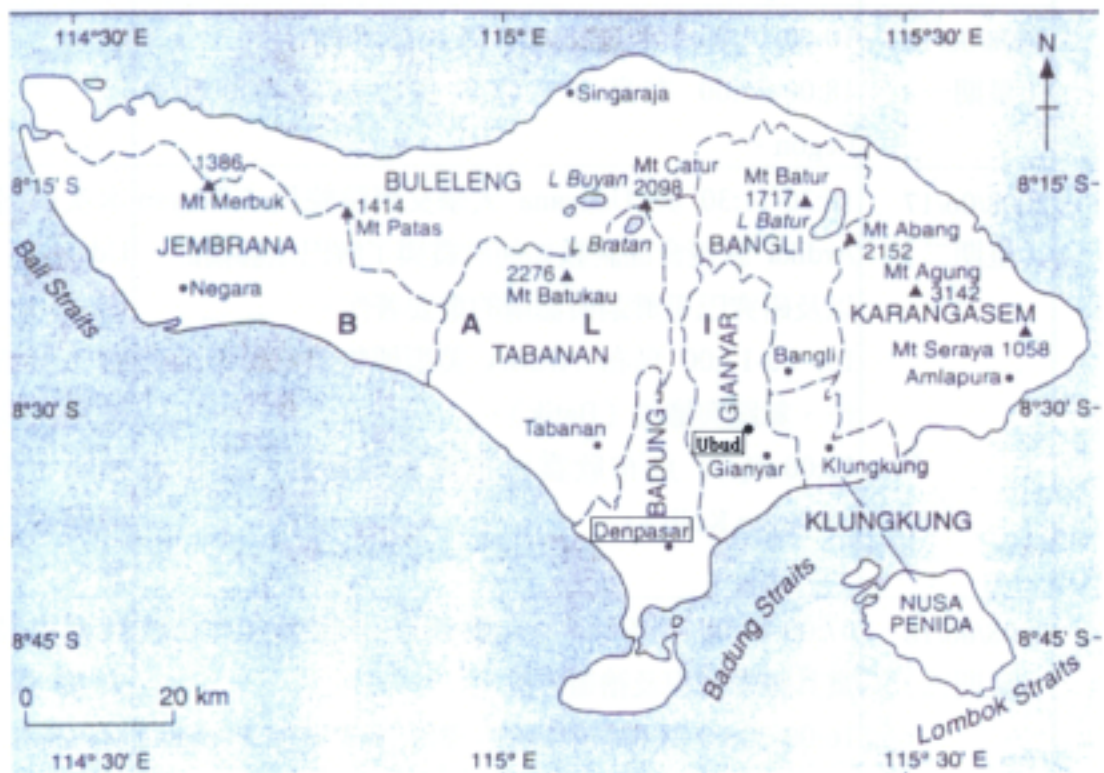 114° 30' E
115° E
115° 30' E
N
Singaraja
1386
Mt Merbuk
8°15' S
BULELENG
L Buyan
Mt Catur
2098
Mt Batur
1717
L Batur
8°15' S
1414
Mt Patas
JEMBRANA
L Bratan
BANGLI
Mt Abang
2152
2276
Mt Batukau
Mt Agung
3142
Bali Straits
Negara
KARANGASEM
B A L I
TABANAN
GIANYAR
Bangli
Mt Seraya 1058
Amlapura
8°30' S
8°30' S
Tabanan
BADUNG
Ubud
Gianyar
Klungkung
Denpasar
KLUNGKUNG
Badung Straits
NUSA
PENIDA
8°45' S
8°45' S
Lombok Straits
0 20 km
114° 30' E
115° E
115° 30' E